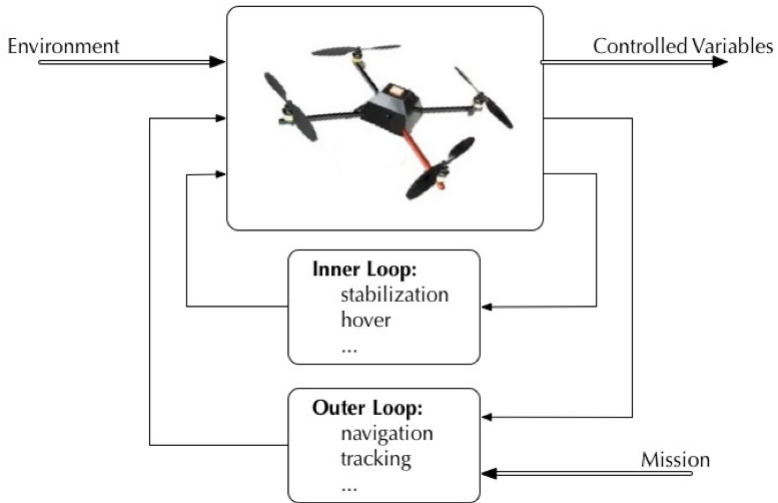 Environment
Controlled Variables
Inner Loop:
stabilization
hover
...
Outer Loop:
navigation
tracking
...
Mission